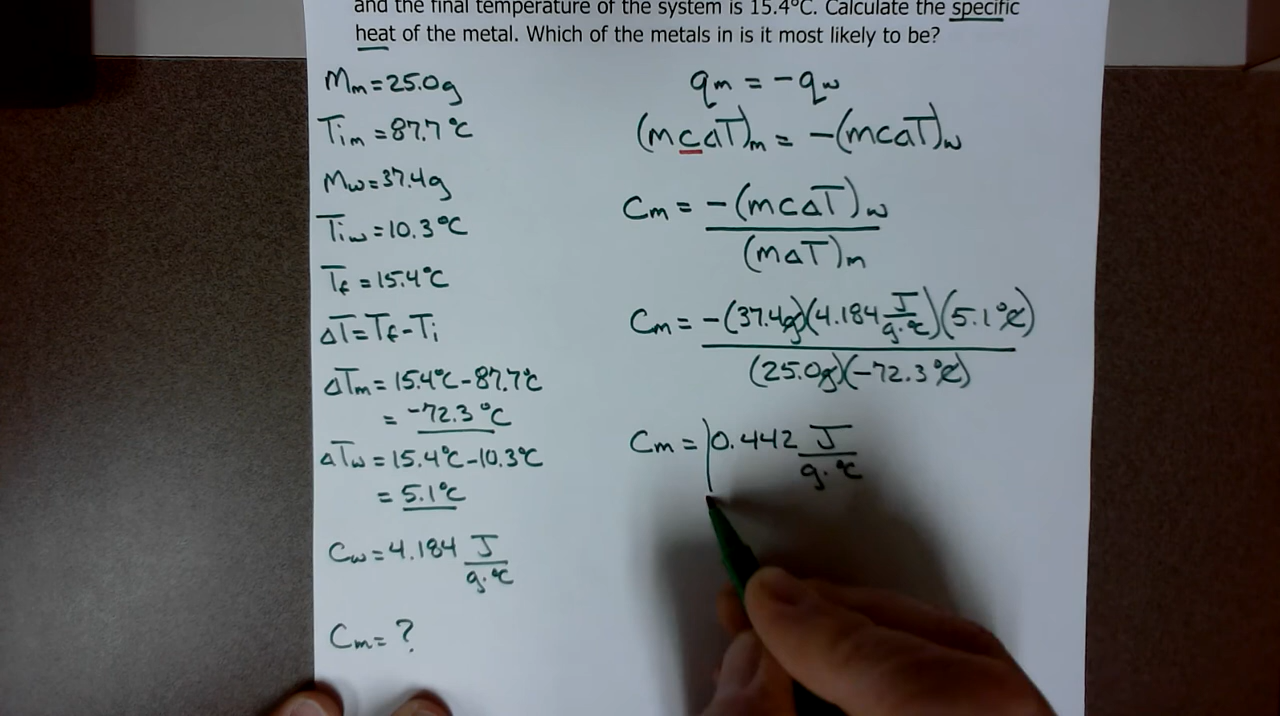 and the final temperature of the system is 15.4°C. Calculate the specific
heat of the metal. Which of the metals in is it most likely to be?
Mm=25.0g
Tim=87.7°C
Mw=37.4g
Tiw=10.3°C
Tf=15.4°C
ΔT=Tf-Ti
ΔTm=15.4°C-87.7°C
= -72.3°C
ΔTw=15.4°C-10.3°C
= 5.1°C
Cw=4.184 J
g·°C
Cm=?
qm = -qw
(mcΔT)m = -(mcΔT)w
Cm = -(mcΔT)w
(mΔT)m
Cm = -(37.4g)(4.184 J/g·°C)(5.1°C)
(25.0g)(-72.3°C)
Cm = 0.442 J
g·°C